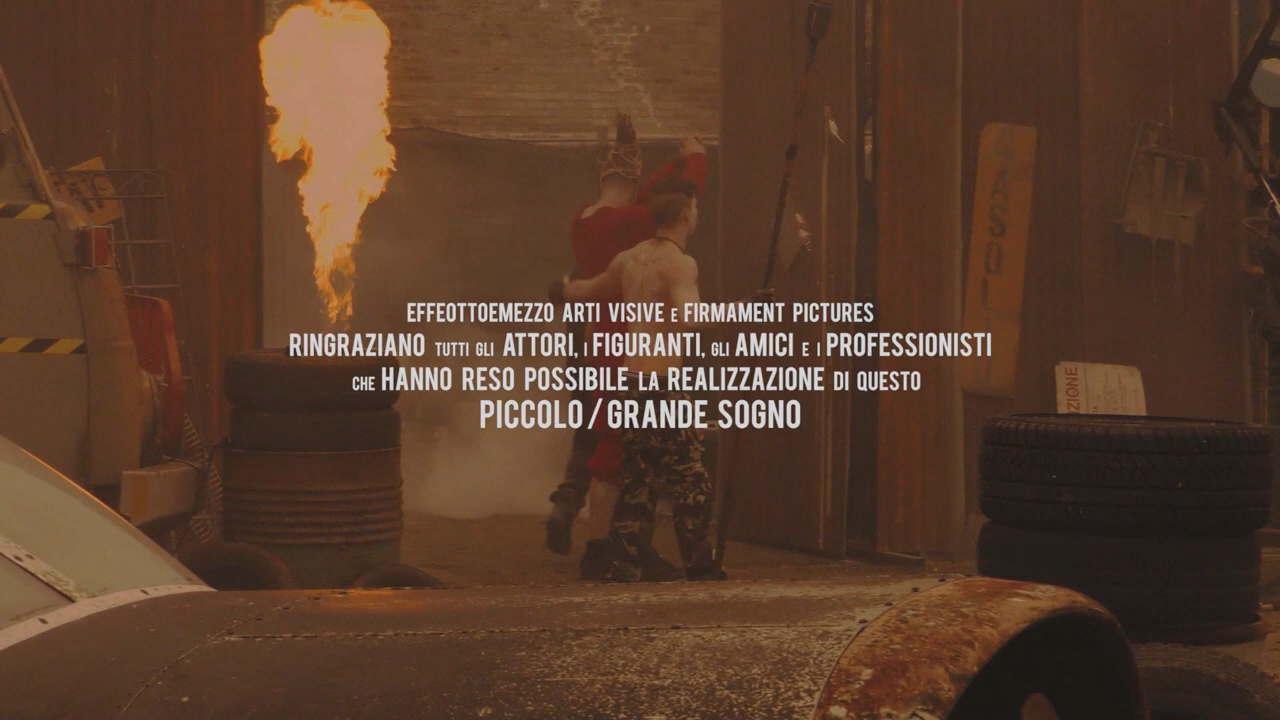 EFFEOTTOEMEZZO ARTI VISIVE E FIRMAMENT PICTURES
RINGRAZIANO TUTTI GLI ATTORI, I FIGURANTI, GLI AMICI E I PROFESSIONISTI
CHE HANNO RESO POSSIBILE LA REALIZZAZIONE DI QUESTO
PICCOLO/GRANDE SOGNO
ZIONE